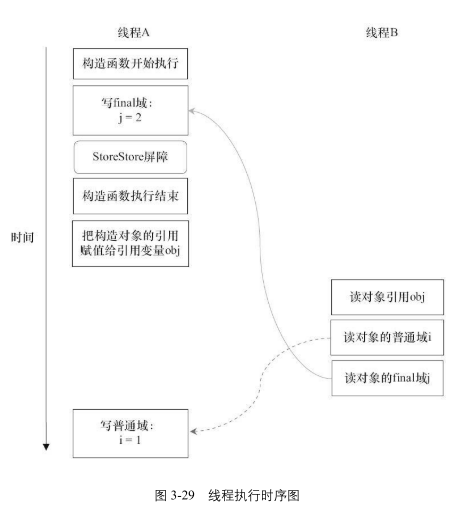 线程A
线程B
构造函数开始执行
写final域:
j = 2
StoreStore屏障
构造函数执行结束
把构造对象的引用
赋值给引用变量obj
时间
读对象引用obj
读对象的普通域i
读对象的final域j
写普通域:
i = 1
图 3-29 线程执行时序图